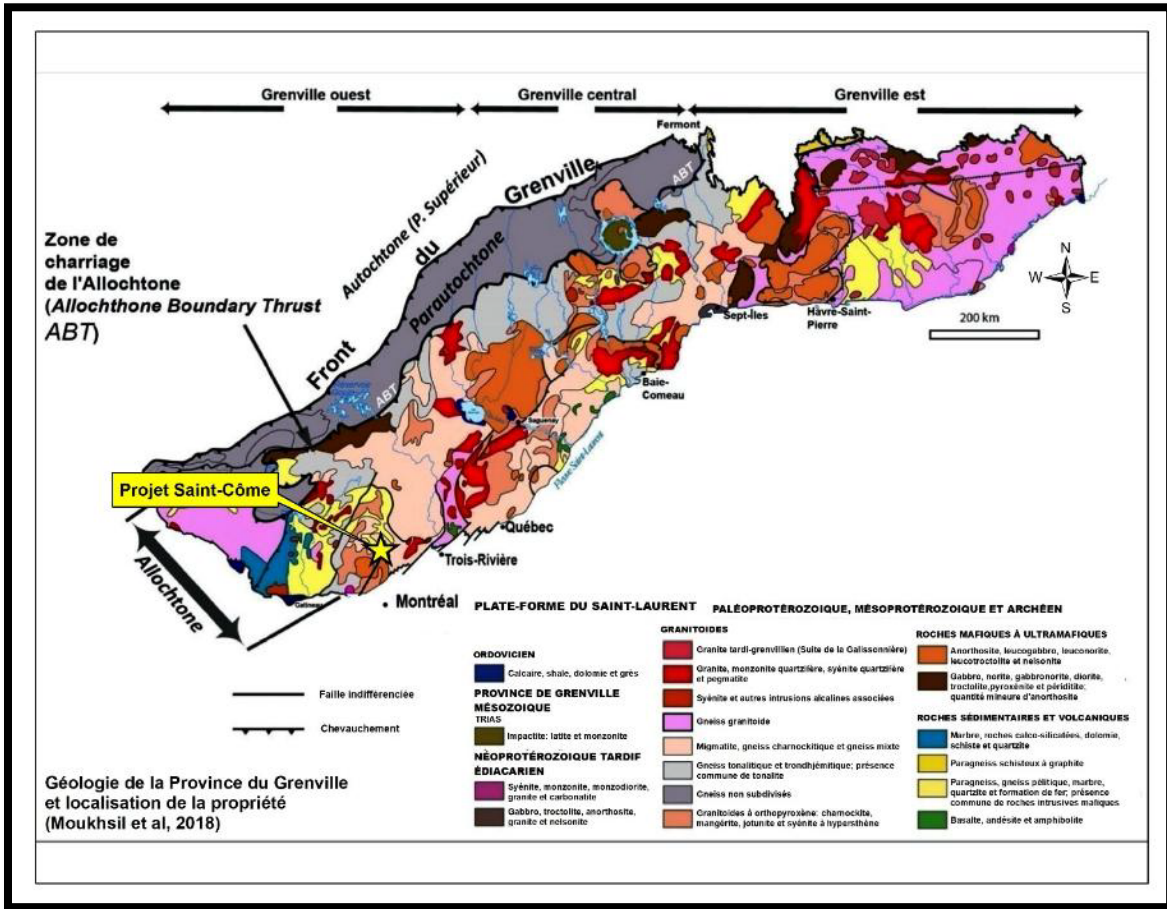 Grenville ouest
Grenville central
Grenville est
Fermont
ABT
Zone de
charriage
de l'Allochtone
(Allochthone Boundary Thrust
ABT)
Autochtone (P. Supérieur)
Front du Grenville
Parautochtone
ABT
N
W E
S
200 km
Sept-Iles
Hâvre-Saint-
Pierre
Baie-
Comeau
Saguenay
Fleuve Saint-Laurent
Projet Saint-Côme
Allochtone
Québec
Trois-Rivière
Montréal
Gatineau
Faille indifférenciée
Chevauchement
Géologie de la Province du Grenville
et localisation de la propriété
(Moukhsil et al, 2018)
PLATE-FORME DU SAINT-LAURENT
ORDOVICIEN
Calcaire, shale, dolomie et grès
PROVINCE DE GRENVILLE
MÉSOZOIQUE
TRIAS
Impactite: latite et monzonite
NÈOPROTÉROZOIQUE TARDIF
ÉDIACARIEN
Syénite, monzonite, monzodiorite,
granite et carbonatite
Gabbro, troctolite, anorthosite,
granite et nelsonite
PALÉOPROTÉROZOIQUE, MÉSOPROTÉROZOIQUE ET ARCHÉEN
GRANITOIDES
Granite tardi-grenvillien (Suite de la Galissonnière)
Granite, monzonite quartzifère, syénite quartzifère
et pegmatite
Syénite et autres intrusions alcalines associées
Gneiss granitoide
Migmatite, gneiss charnockitique et gneiss mixte
Gneiss tonalitique et trondhjémitique; présence
commune de tonalite
Gneiss non subdivisés
Granitoides à orthopyroxène: charnockite,
mangérite, jotunite et syénite à hypersthène
ROCHES MAFIQUES À ULTRAMAFIQUES
Anorthosite, leucogabbro, leuconorite,
leucotroctolite et nelsonite
Gabbro, norite, gabbronorite, diorite,
troctolite,pyroxénite et péridotite;
quantité mineure d'anorthosite
ROCHES SÉDIMENTAIRES ET VOLCANIQUES
Marbre, roches calco-silicatées, dolomie,
schiste et quartzite
Paragneiss schisteux à graphite
Paragneiss, gneiss pélitique, marbre,
quartzite et formation de fer; présence
commune de roches intrusives mafiques
Basalte, andésite et amphibolite